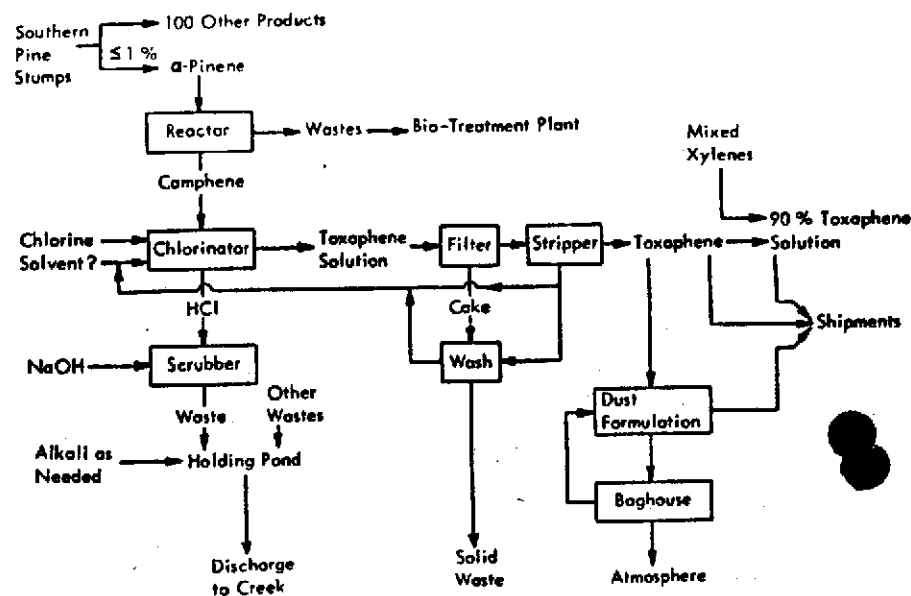 100 Other Products
Southern
Pine
Stumps
≤ 1 %
α-Pinene
Reactor
Wastes
Bio-Treatment Plant
Mixed
Xylenes
Camphene
90 % Toxaphene
Solution
Chlorine
Solvent?
Chlorinator
Toxaphene
Solution
Filter
Stripper
Toxaphene
HCl
Cake
Shipments
NaOH
Scrubber
Wash
Waste
Other
Wastes
Dust
Formulation
Alkali as
Needed
Holding Pond
Baghouse
Discharge
to Creek
Solid
Waste
Atmosphere